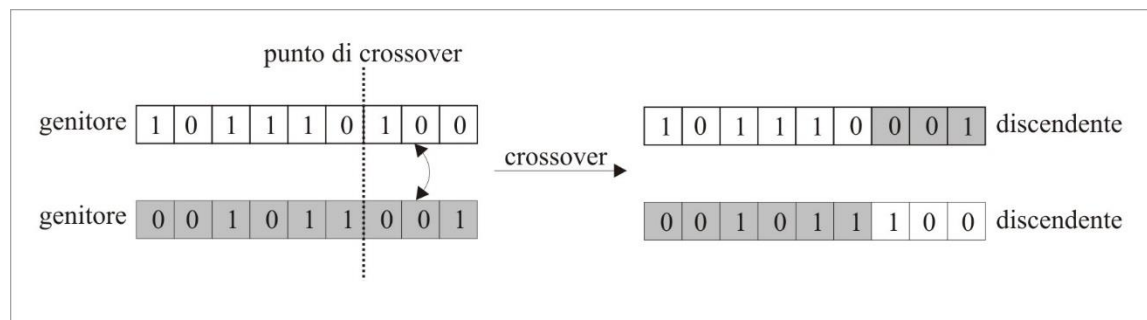 punto di crossover
genitore 1 0 1 1 1 0 1 0 0
1 0 1 1 1 0 0 0 1 discendente
crossover
genitore 0 0 1 0 1 1 0 0 1
0 0 1 0 1 1 1 0 0 discendente